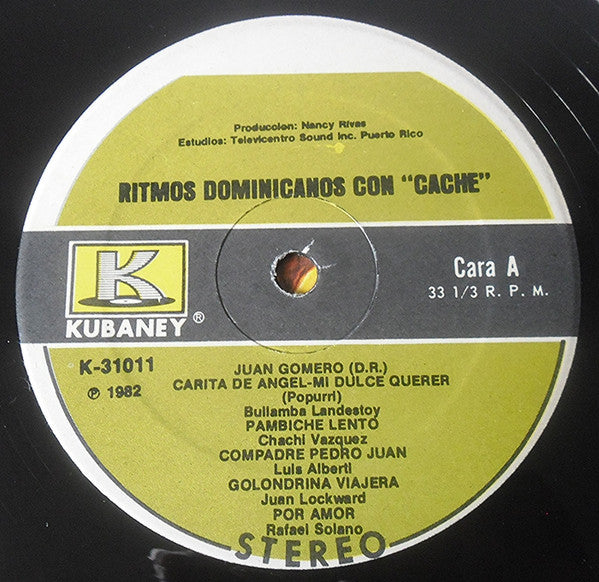 Produccion: Nancy Rivas
Estudios: Televicentro Sound Inc. Puerto Rico
RITMOS DOMINICANOS CON "CACHE"
K
KUBANEY ®
Cara A
33 1/3 R. P. M.
K-31011
℗ 1982
JUAN GOMERO (D.R.)
CARITA DE ANGEL-MI DULCE QUERER
(Popurri)
Bullamba Landestoy
PAMBICHE LENTO
Chachi Vazquez
COMPADRE PEDRO JUAN
Luis Alberti
GOLONDRINA VIAJERA
Juan Lockward
POR AMOR
Rafael Solano
STEREO